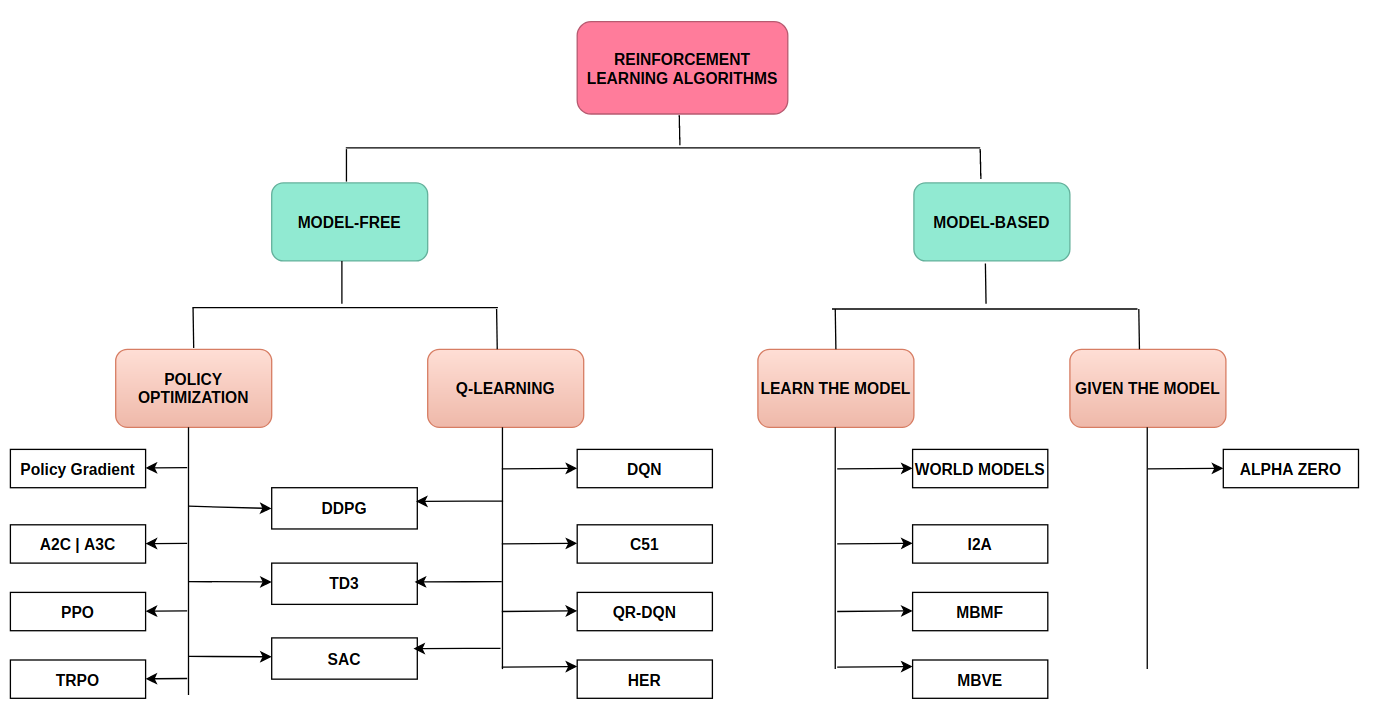 REINFORCEMENT
LEARNING ALGORITHMS
MODEL-FREE
MODEL-BASED
POLICY
OPTIMIZATION
Q-LEARNING
LEARN THE MODEL
GIVEN THE MODEL
Policy Gradient
A2C | A3C
PPO
TRPO
DDPG
TD3
SAC
DQN
C51
QR-DQN
HER
WORLD MODELS
I2A
MBMF
MBVE
ALPHA ZERO